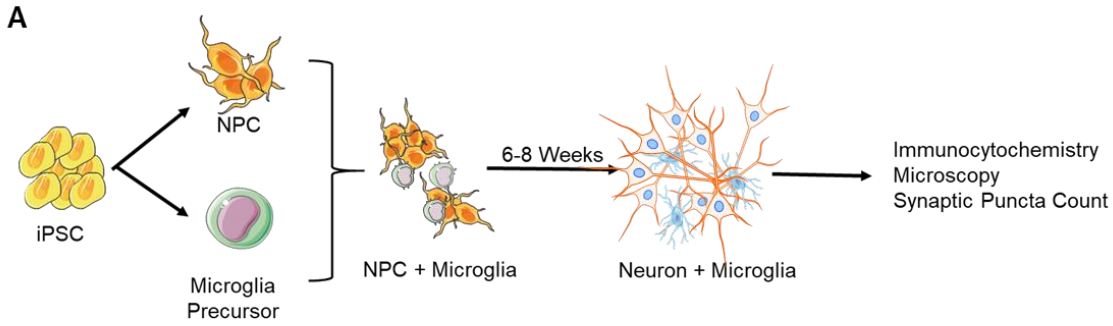 A
NPC
iPSC
Microglia
Precursor
NPC + Microglia
6-8 Weeks
Neuron + Microglia
Immunocytochemistry
Microscopy
Synaptic Puncta Count